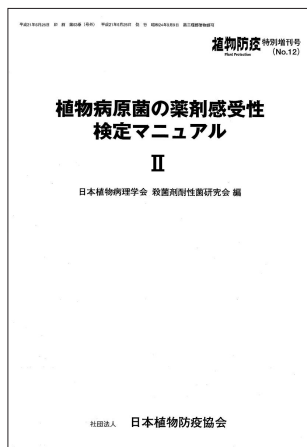 植物防疫 特別増刊号
Plant Protection (No.12)
植物病原菌の薬剤感受性
検定マニュアル
II
日本植物病理学会 殺菌剤耐性菌研究会 編
社団法人 日本植物防疫協会